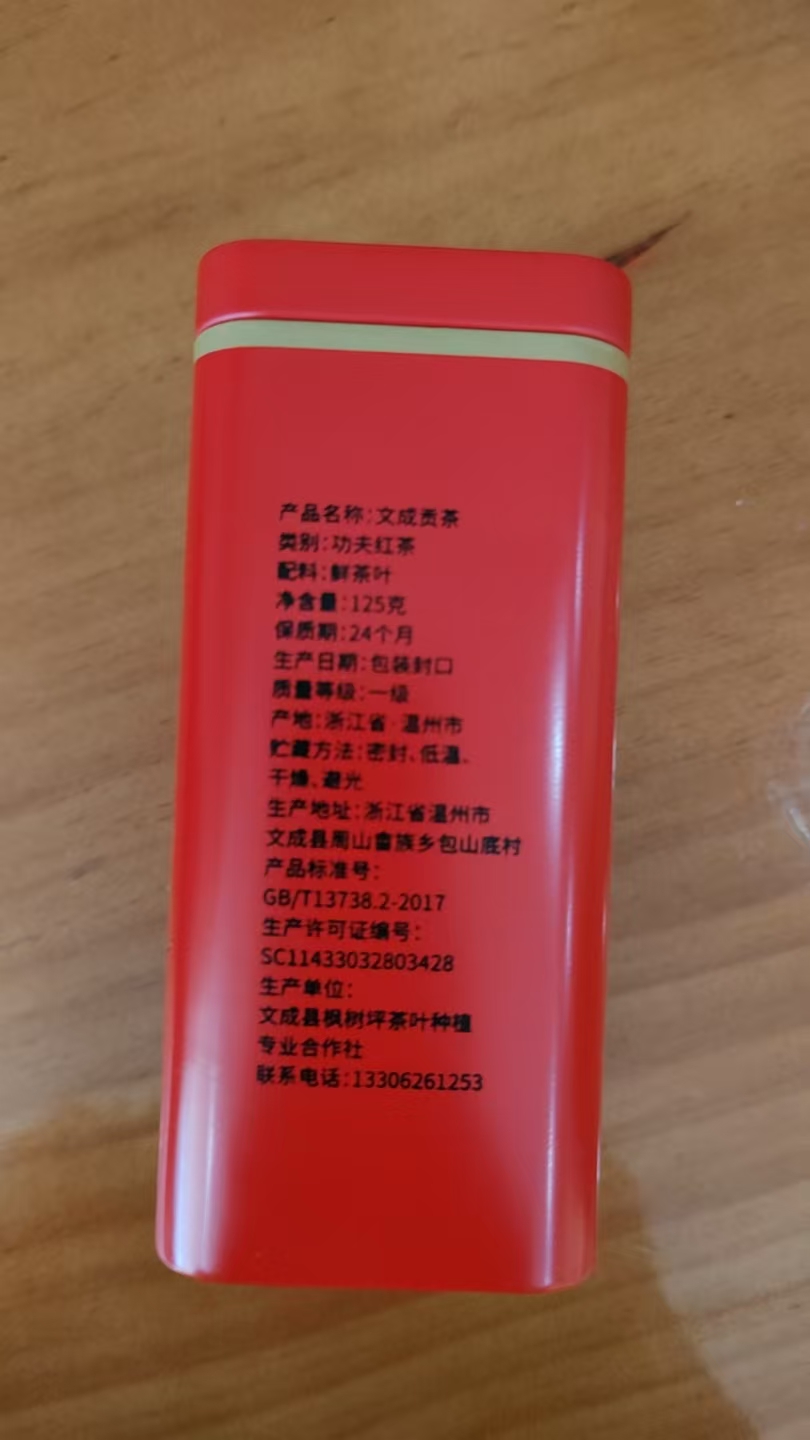 产品名称:文成贡茶
类别:功夫红茶
配料:鲜茶叶
净含量:125克
保质期:24个月
生产日期:包装封口
质量等级:一级
产地:浙江省·温州市
贮藏方法:密封、低温、
干燥、避光
生产地址:浙江省温州市
文成县周山畲族乡包山底村
产品标准号:
GB/T13738.2-2017
生产许可证编号:
SC11433032803428
生产单位:
文成县枫树坪茶叶种植
专业合作社
联系电话:13306261253